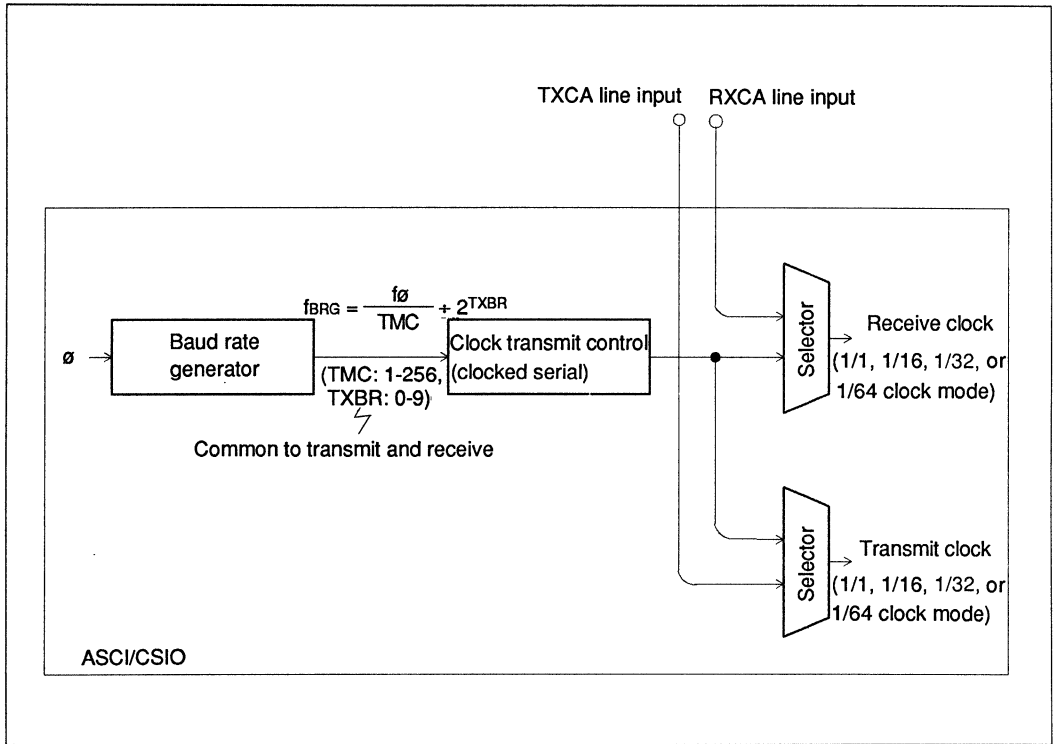 TXCA line input
RXCA line input
fBRG = fø / TMC ÷ 2^TXBR
ø
Baud rate
generator
(TMC: 1-256,
TXBR: 0-9)
Common to transmit and receive
Clock transmit control
(clocked serial)
Selector
Receive clock
(1/1, 1/16, 1/32, or
1/64 clock mode)
Selector
Transmit clock
(1/1, 1/16, 1/32, or
1/64 clock mode)
ASCI/CSIO